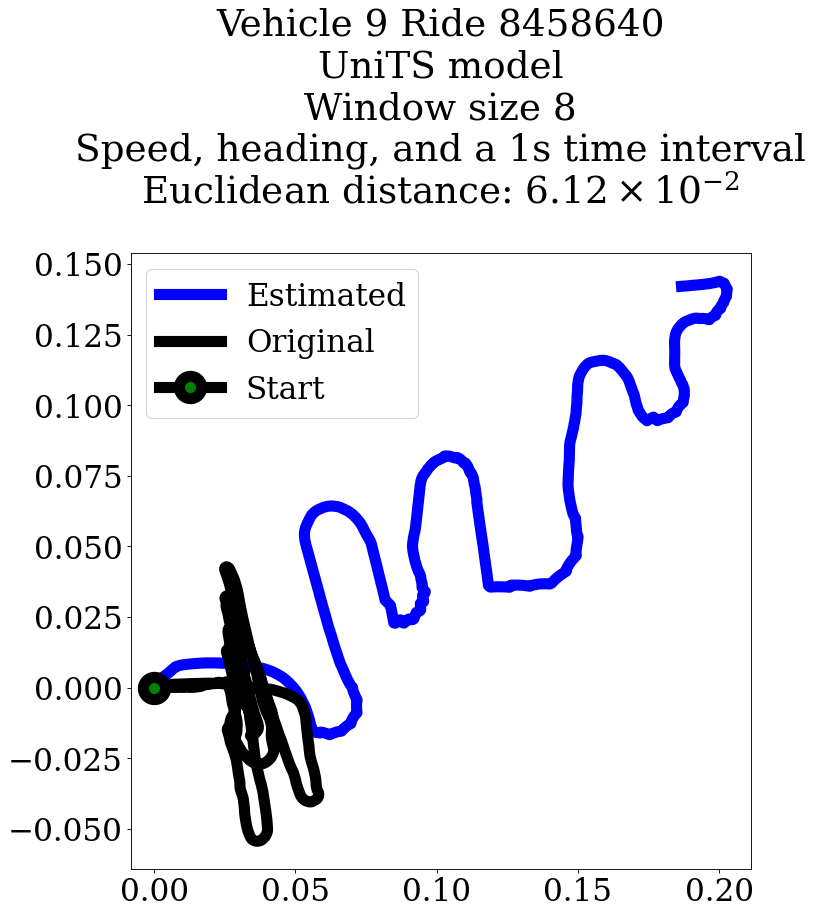 Vehicle 9 Ride 8458640
UniTS model
Window size 8
Speed, heading, and a 1s time interval
Euclidean distance: 6.12 × 10⁻²
0.150
0.125
0.100
0.075
0.050
0.025
0.000
−0.025
−0.050
Estimated
Original
Start
0.00 0.05 0.10 0.15 0.20